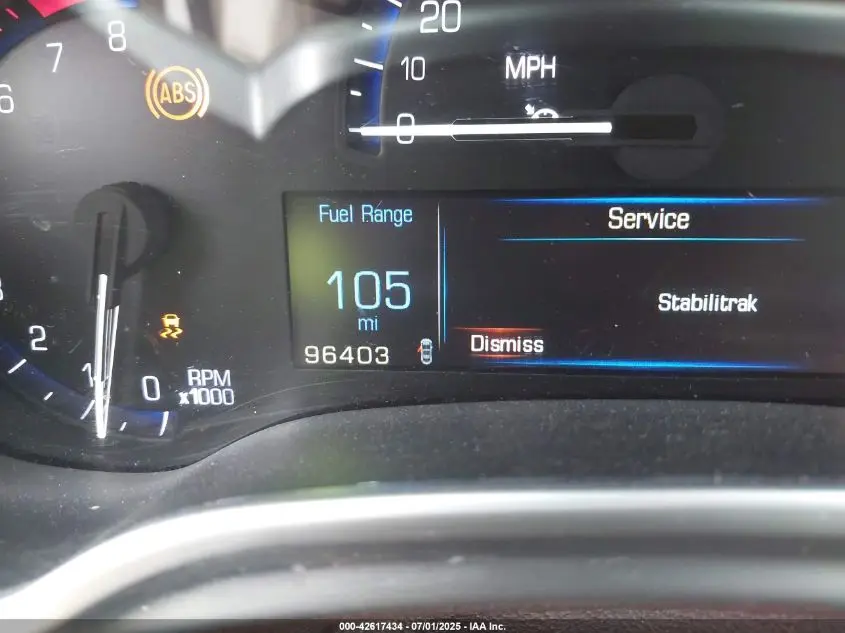 20
8
7
10
MPH
6
ABS
0
Fuel Range
Service
105
mi
Stabilitrak
2
Dismiss
96403
1
0
RPM
x1000
000-42617434 - 07/01/2025 - IAA Inc.